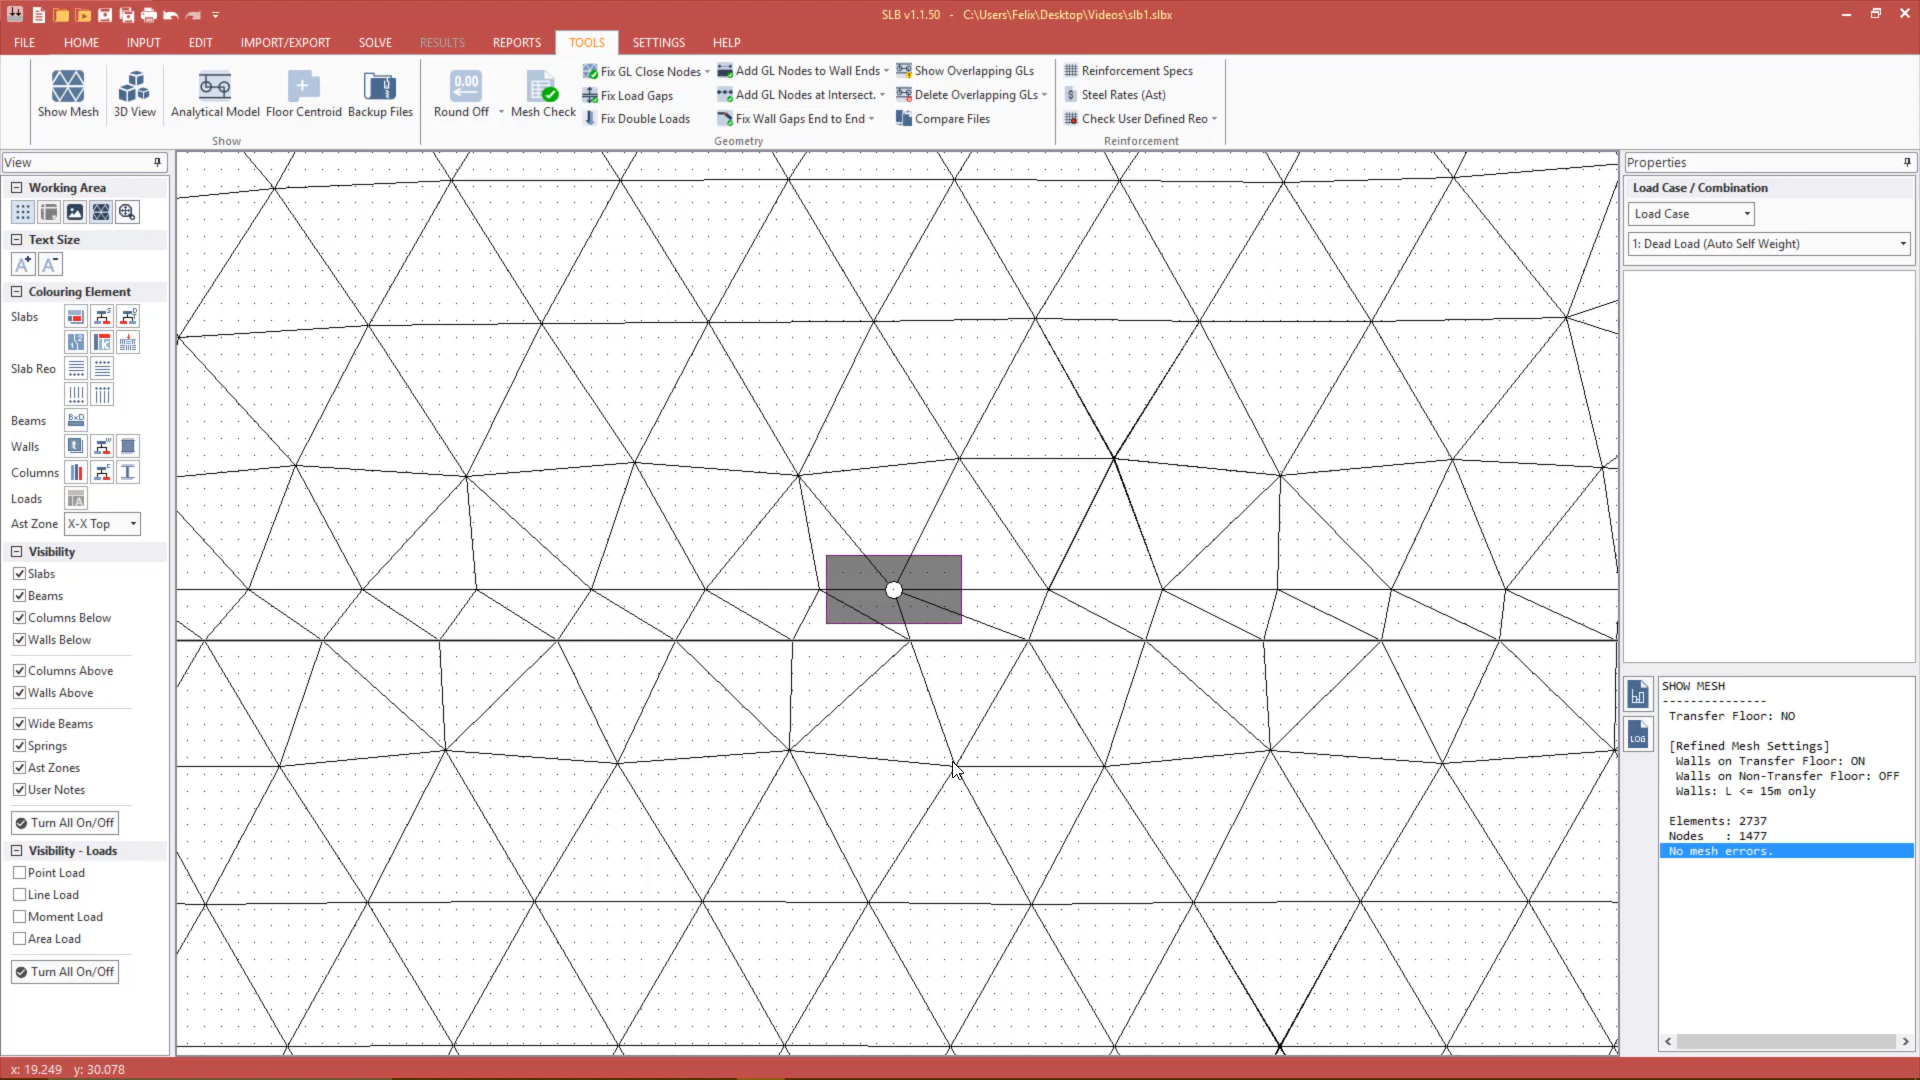 SLB v1.1.50 - C:\Users\Felix\Desktop\Videos\slb1.slbx
FILE HOME INPUT EDIT IMPORT/EXPORT SOLVE RESULTS REPORTS TOOLS SETTINGS HELP
Show Mesh
3D View
Analytical Model
Floor Centroid
Backup Files
Show
0.00
Round Off
Mesh Check
Fix GL Close Nodes
Fix Load Gaps
Fix Double Loads
Add GL Nodes to Wall Ends
Add GL Nodes at Intersect.
Fix Wall Gaps End to End
Show Overlapping GLs
Delete Overlapping GLs
Compare Files
Geometry
Reinforcement Specs
Steel Rates (Ast)
Check User Defined Reo
Reinforcement
View
Working Area
Text Size
A+ A-
Colouring Element
Slabs
Slab Reo
Beams
BxD
Walls
Columns
Loads
Ast Zone X-X Top
Visibility
Slabs
Beams
Columns Below
Walls Below
Columns Above
Walls Above
Wide Beams
Springs
Ast Zones
User Notes
Turn All On/Off
Visibility - Loads
Point Load
Line Load
Moment Load
Area Load
Turn All On/Off
Properties
Load Case / Combination
Load Case
1: Dead Load (Auto Self Weight)
LOG
SHOW MESH
---------------
Transfer Floor: NO
[Refined Mesh Settings]
Walls on Transfer Floor: ON
Walls on Non-Transfer Floor: OFF
Walls: L <= 15m only
Elements: 2737
Nodes : 1477
No mesh errors.
x: 19.249 y: 30.078